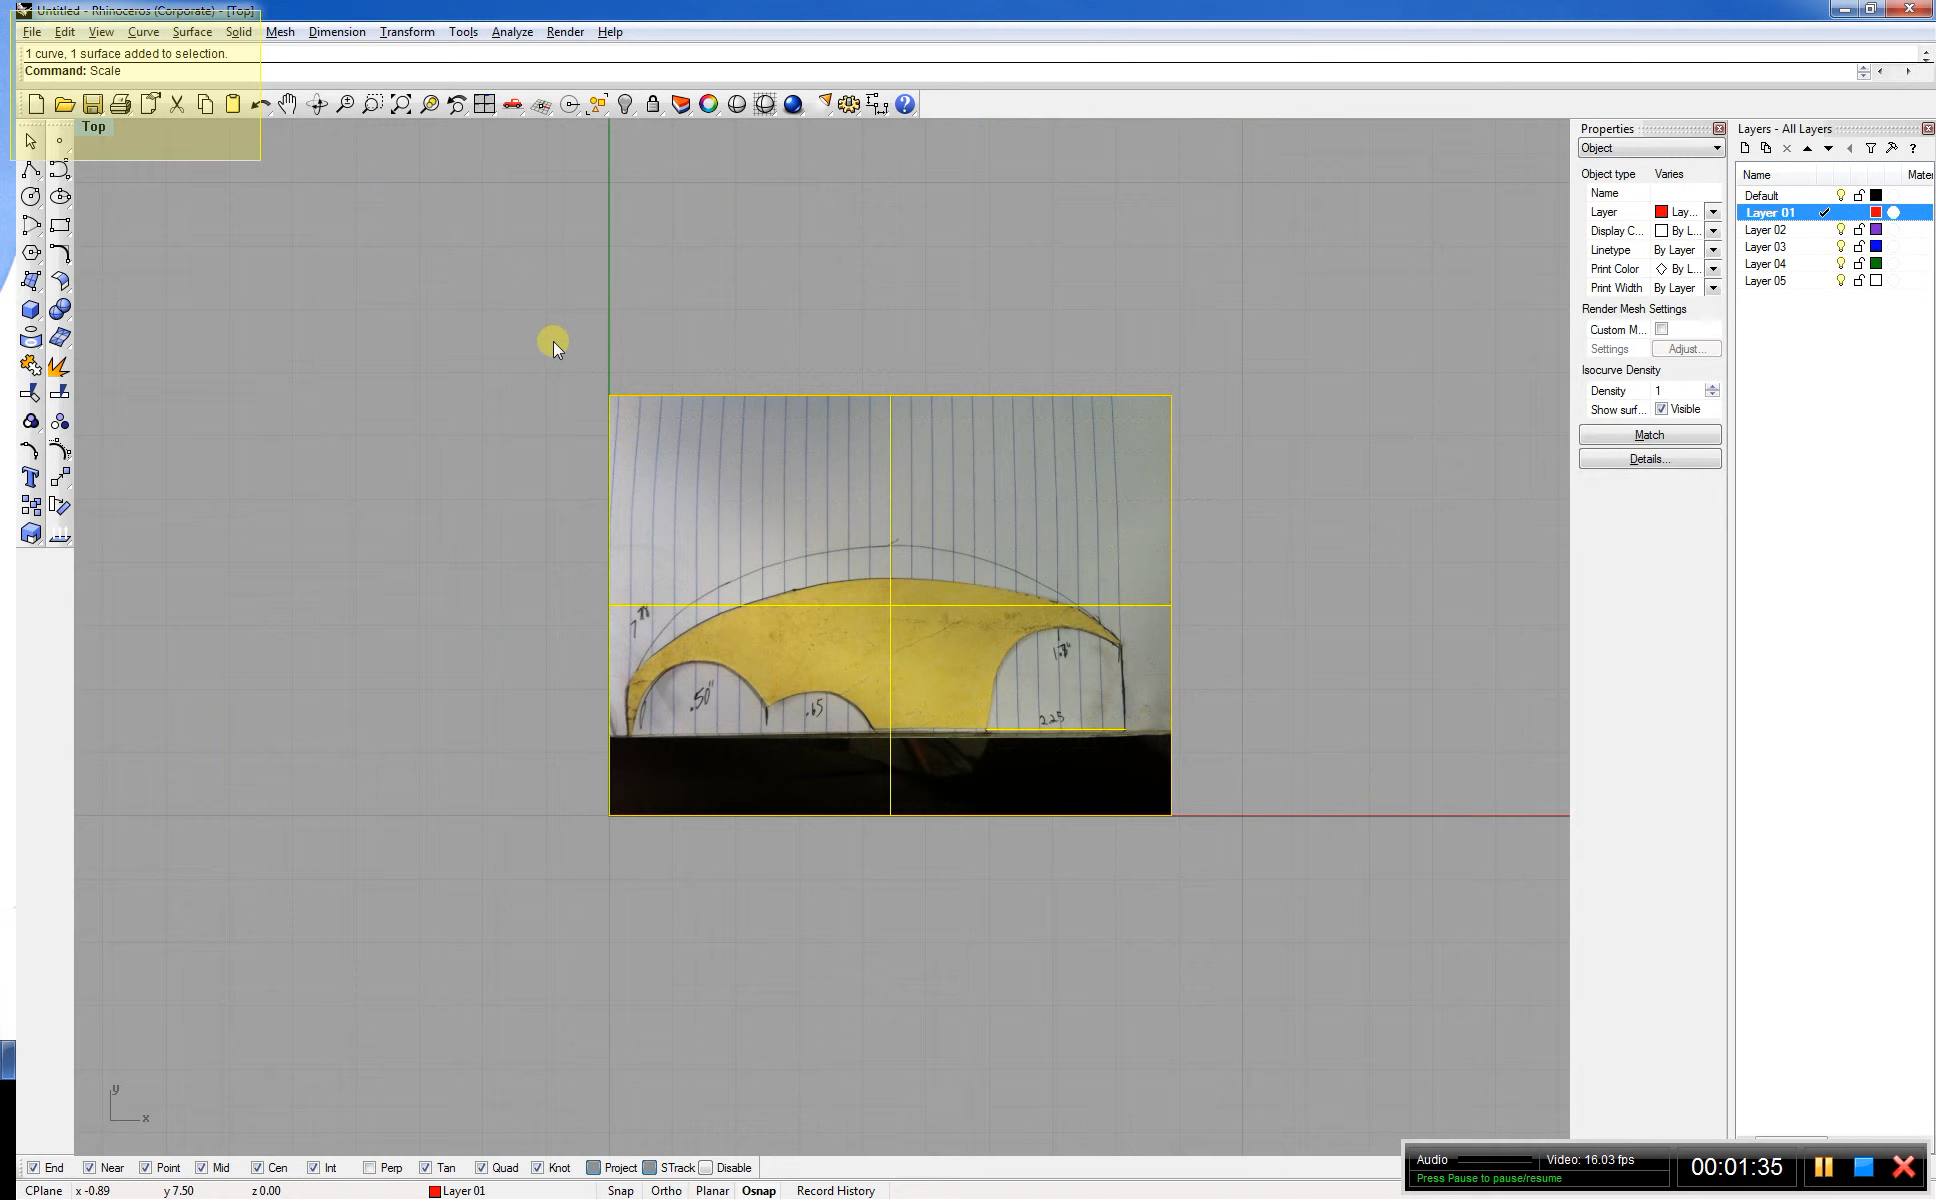 Untitled - Rhinoceros (Corporate) - [Top]
File Edit View Curve Surface Solid Mesh Dimension Transform Tools Analyze Render Help
1 curve, 1 surface added to selection.
Command: Scale
Top
Properties
Object
Object type Varies
Name
Layer Lay...
Display C... By L...
Linetype By Layer
Print Color By L...
Print Width By Layer
Render Mesh Settings
Custom M...
Settings Adjust...
Isocurve Density
Density 1
Show surf... Visible
Match
Details...
Layers - All Layers
?
Name Mater
Default
Layer 01
Layer 02
Layer 03
Layer 04
Layer 05
.50"
.65
2.25
y
x
End Near Point Mid Cen Int Perp Tan Quad Knot Project STrack Disable
CPlane x -0.89 y 7.50 z 0.00 Layer 01 Snap Ortho Planar Osnap Record History
Audio Video: 16.03 fps
Press Pause to pause/resume
00:01:35